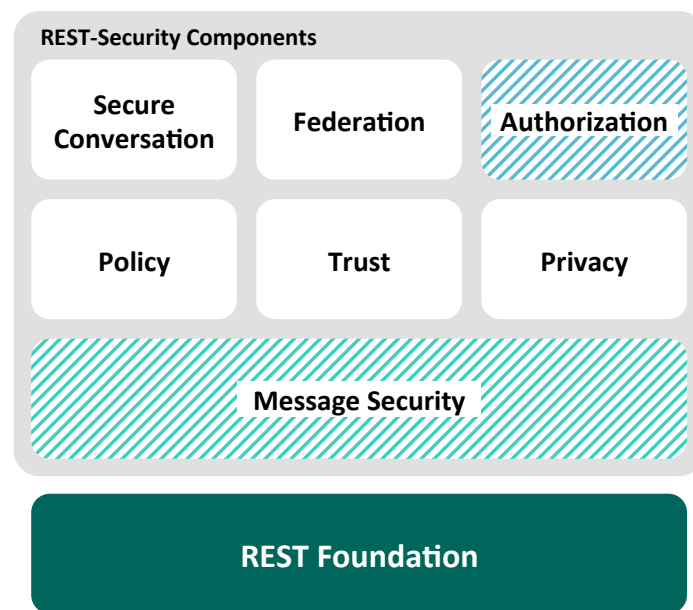 REST-Security Components
Secure
Conversation
Federation
Authorization
Policy
Trust
Privacy
Message Security
REST Foundation